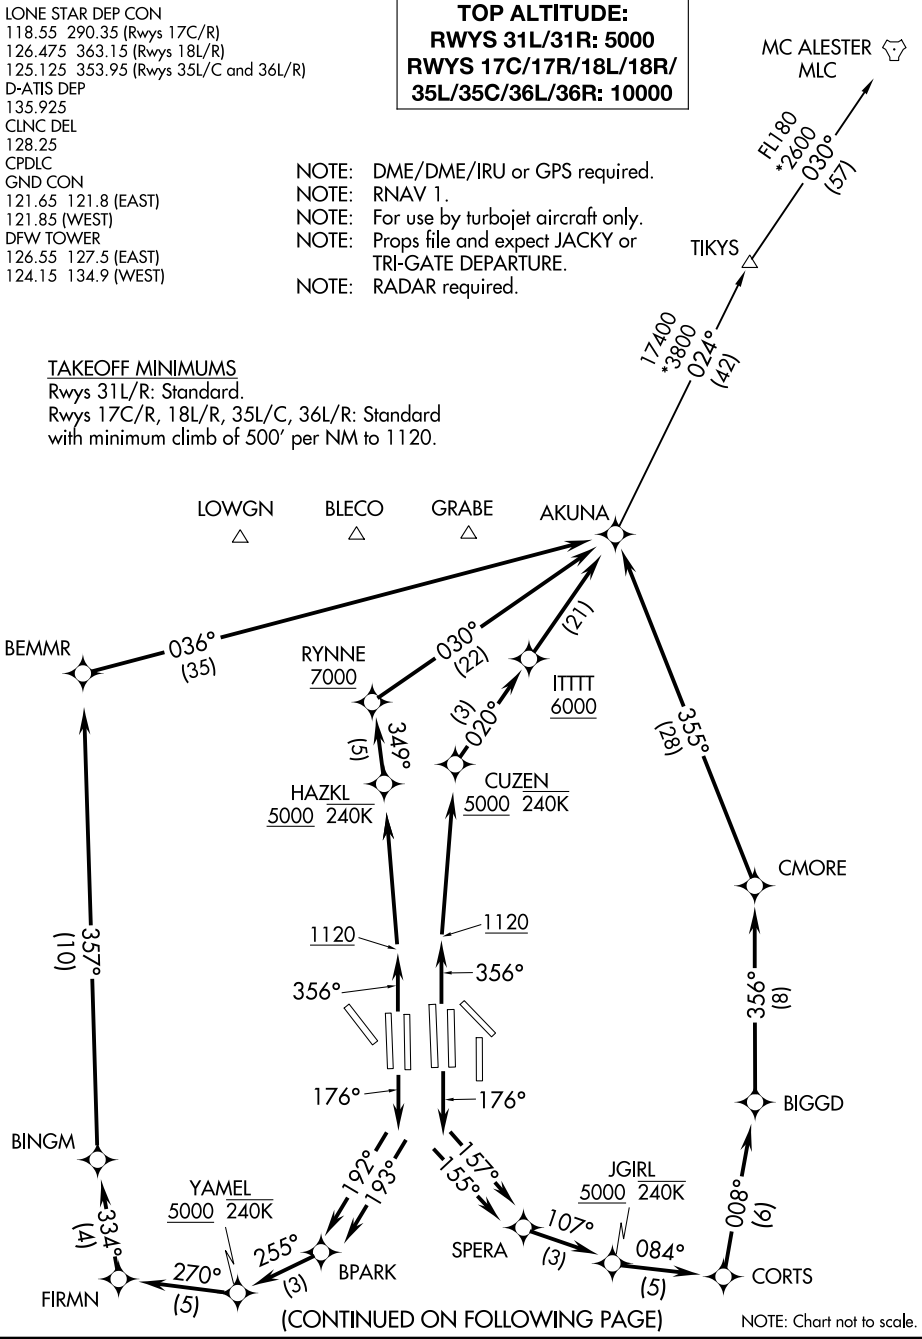 LONE STAR DEP CON
118.55 290.35 (Rwys 17C/R)
126.475 363.15 (Rwys 18L/R)
125.125 353.95 (Rwys 35L/C and 36L/R)
D-ATIS DEP
135.925
CLNC DEL
128.25
CPDLC
GND CON
121.65 121.8 (EAST)
121.85 (WEST)
DFW TOWER
126.55 127.5 (EAST)
124.15 134.9 (WEST)
TOP ALTITUDE:
RWYS 31L/31R: 5000
RWYS 17C/17R/18L/18R/
35L/35C/36L/36R: 10000
MC ALESTER
MLC
NOTE: DME/DME/IRU or GPS required.
NOTE: RNAV 1.
NOTE: For use by turbojet aircraft only.
NOTE: Props file and expect JACKY or
TRI-GATE DEPARTURE.
NOTE: RADAR required.
FL180
*2600
030°
(57)
TIKYS
17400
*3800
024°
(42)
TAKEOFF MINIMUMS
Rwys 31L/R: Standard.
Rwys 17C/R, 18L/R, 35L/C, 36L/R: Standard
with minimum climb of 500' per NM to 1120.
LOWGN
BLECO
GRABE
AKUNA
BEMMR
036°
(35)
RYNNE
7000
030°
(22)
(21)
ITTTT
6000
(3)
020°
349°
(5)
HAZKL
5000 240K
CUZEN
5000 240K
355°
(28)
CMORE
357°
(10)
1120
1120
356°
356°
356°
(8)
176°
176°
BIGGD
BINGM
192°
193°
157°
155°
YAMEL
5000 240K
JGIRL
5000 240K
008°
(9)
334°
(4)
255°
(3)
BPARK
SPERA
107°
(3)
084°
(5)
CORTS
FIRMN
270°
(5)
(CONTINUED ON FOLLOWING PAGE)
NOTE: Chart not to scale.